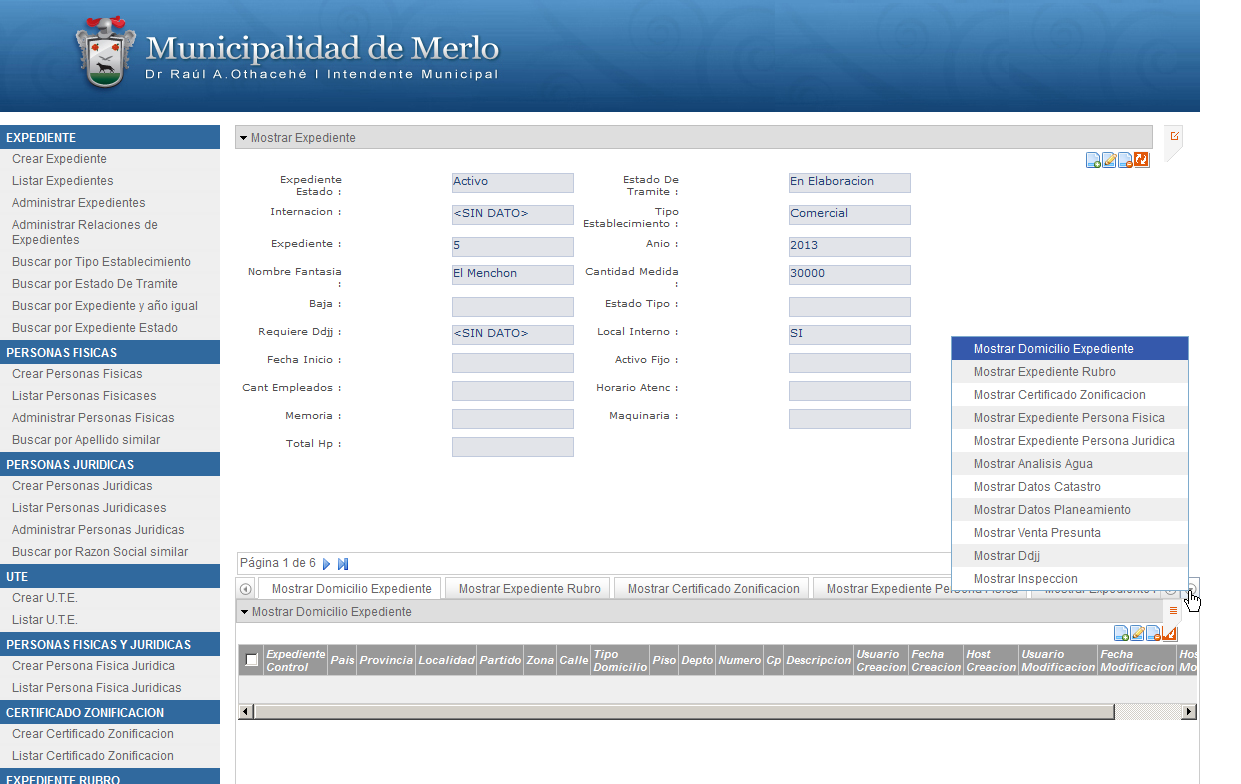 Municipalidad de Merlo
Dr Raúl A.Othacehé | Intendente Municipal
EXPEDIENTE
Crear Expediente
Listar Expedientes
Administrar Expedientes
Administrar Relaciones de
Expedientes
Buscar por Tipo Establecimiento
Buscar por Estado De Tramite
Buscar por Expediente y año igual
Buscar por Expediente Estado
PERSONAS FISICAS
Crear Personas Fisicas
Listar Personas Fisicases
Administrar Personas Fisicas
Buscar por Apellido similar
PERSONAS JURIDICAS
Crear Personas Juridicas
Listar Personas Juridicases
Administrar Personas Juridicas
Buscar por Razon Social similar
UTE
Crear U.T.E.
Listar U.T.E.
PERSONAS FISICAS Y JURIDICAS
Crear Persona Fisica Juridica
Listar Persona Fisica Juridicas
CERTIFICADO ZONIFICACION
Crear Certificado Zonificacion
Listar Certificado Zonificacion
EXPEDIENTE RUBRO
Mostrar Expediente
Expediente Estado : Activo Estado De Tramite : En Elaboracion
Internacion : <SIN DATO> Tipo Establecimiento : Comercial
Expediente : 5 Anio : 2013
Nombre Fantasia : El Menchon Cantidad Medida : 30000
Baja : Estado Tipo :
Requiere Ddjj : <SIN DATO> Local Interno : SI
Fecha Inicio : Activo Fijo :
Cant Empleados : Horario Atenc :
Memoria : Maquinaria :
Total Hp :
Mostrar Domicilio Expediente
Mostrar Expediente Rubro
Mostrar Certificado Zonificacion
Mostrar Expediente Persona Fisica
Mostrar Expediente Persona Juridica
Mostrar Analisis Agua
Mostrar Datos Catastro
Mostrar Datos Planeamiento
Mostrar Venta Presunta
Mostrar Ddjj
Mostrar Inspeccion
Página 1 de 6
Mostrar Domicilio Expediente Mostrar Expediente Rubro Mostrar Certificado Zonificacion Mostrar Expediente Persona Fisica Mostrar Expediente
Mostrar Domicilio Expediente
Expediente Control Pais Provincia Localidad Partido Zona Calle Tipo Domicilio Piso Depto Numero Cp Descripcion Usuario Creacion Fecha Creacion Host Creacion Usuario Modificacion Fecha Modificacion Hos Mo